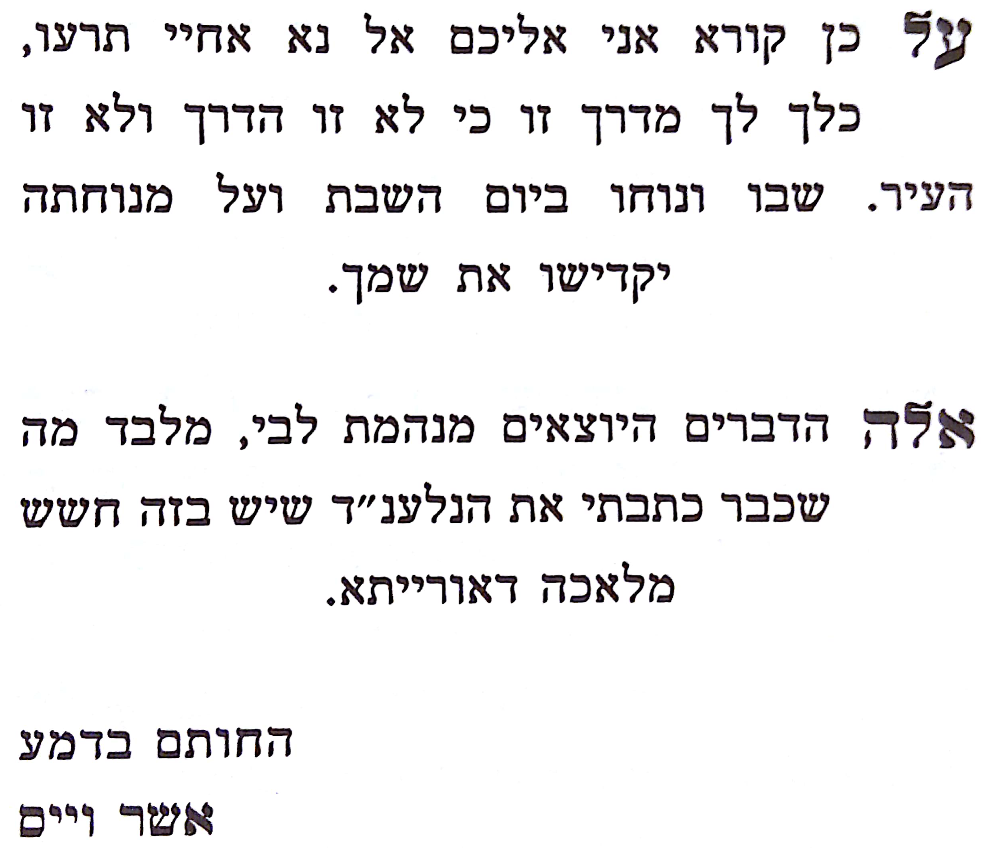 על כן קורא אני אליכם אל נא אחיי תרעו,
כלך לך מדרך זו כי לא זו הדרך ולא זו
העיר. שבו ונוחו ביום השבת ועל מנוחתה
יקדישו את שמך.
אלה הדברים היוצאים מנהמת לבי, מלבד מה
שכבר כתבתי את הנלענ״ד שיש בזה חשש
מלאכה דאורייתא.
החותם בדמע
אשר וייס